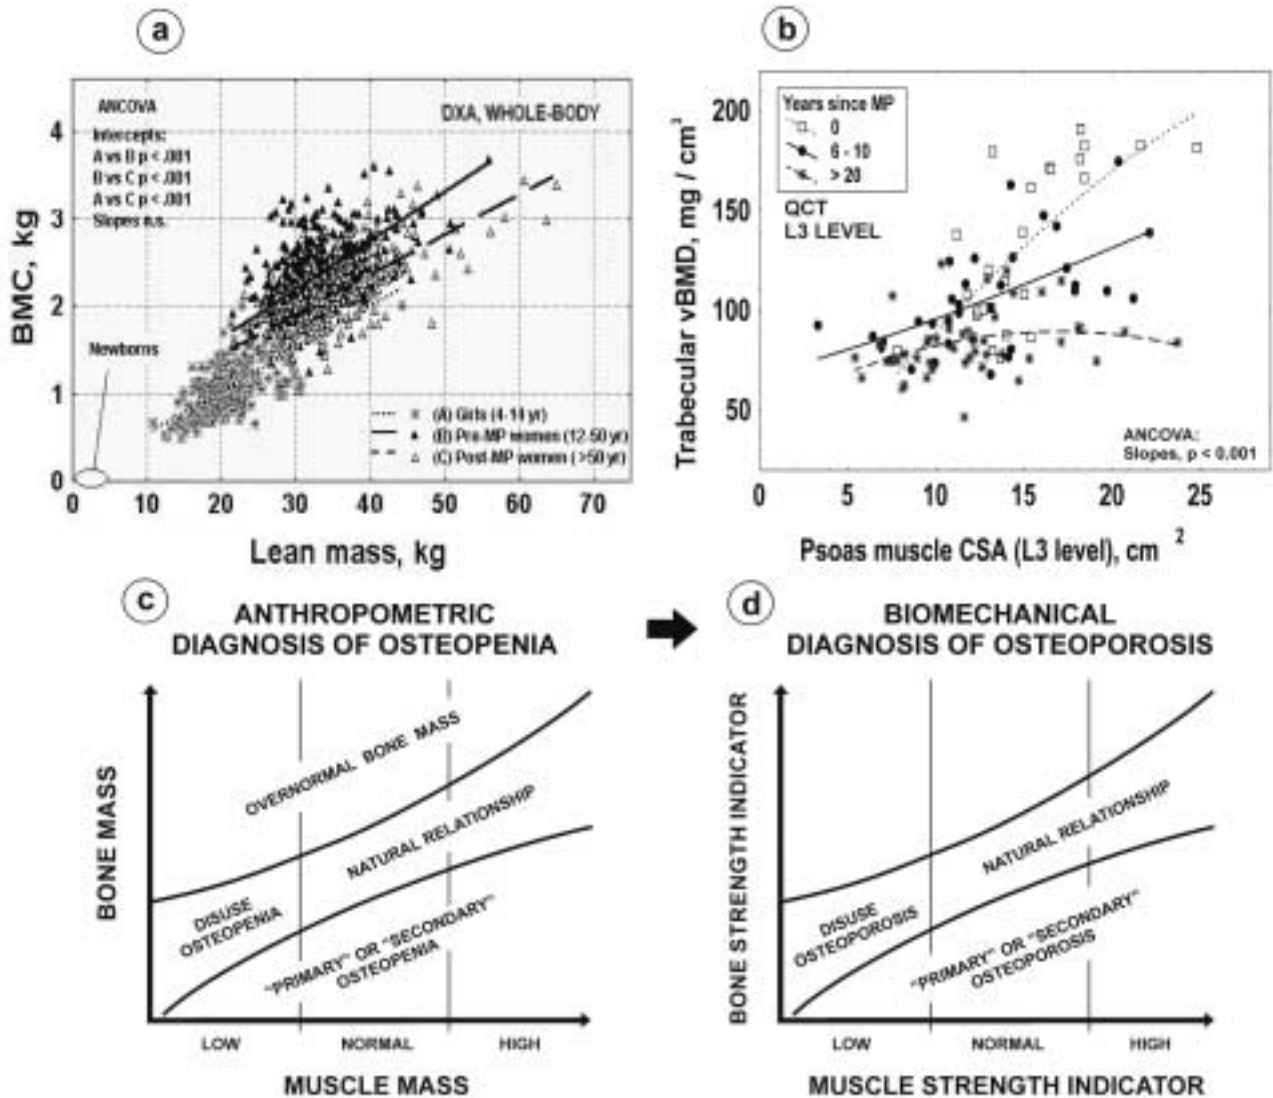 a
ANCOVA
Intercepts:
A vs B p < .001
B vs C p < .001
A vs C p < .001
Slopes n.s.
DXA, WHOLE-BODY
Newborns
(A) Girls (4-14 yr)
(B) Pre-MP women (12-50 yr)
(C) Post-MP women (>50 yr)
BMC, kg
4
3
2
1
0
0 10 20 30 40 50 60 70
Lean mass, kg
b
Years since MP
0
6 - 10
> 20
QCT
L3 LEVEL
ANCOVA:
Slopes, p < 0.001
Trabecular vBMD, mg / cm³
200
150
100
50
0 5 10 15 20 25
Psoas muscle CSA (L3 level), cm ²
c
ANTHROPOMETRIC
DIAGNOSIS OF OSTEOPENIA
BONE MASS
OVERNORMAL BONE MASS
NATURAL RELATIONSHIP
DISUSE
OSTEOPENIA
"PRIMARY" OR "SECONDARY"
OSTEOPENIA
LOW NORMAL HIGH
MUSCLE MASS
d
BIOMECHANICAL
DIAGNOSIS OF OSTEOPOROSIS
BONE STRENGTH INDICATOR
NATURAL RELATIONSHIP
DISUSE
OSTEOPOROSIS
"PRIMARY" OR "SECONDARY"
OSTEOPOROSIS
LOW NORMAL HIGH
MUSCLE STRENGTH INDICATOR